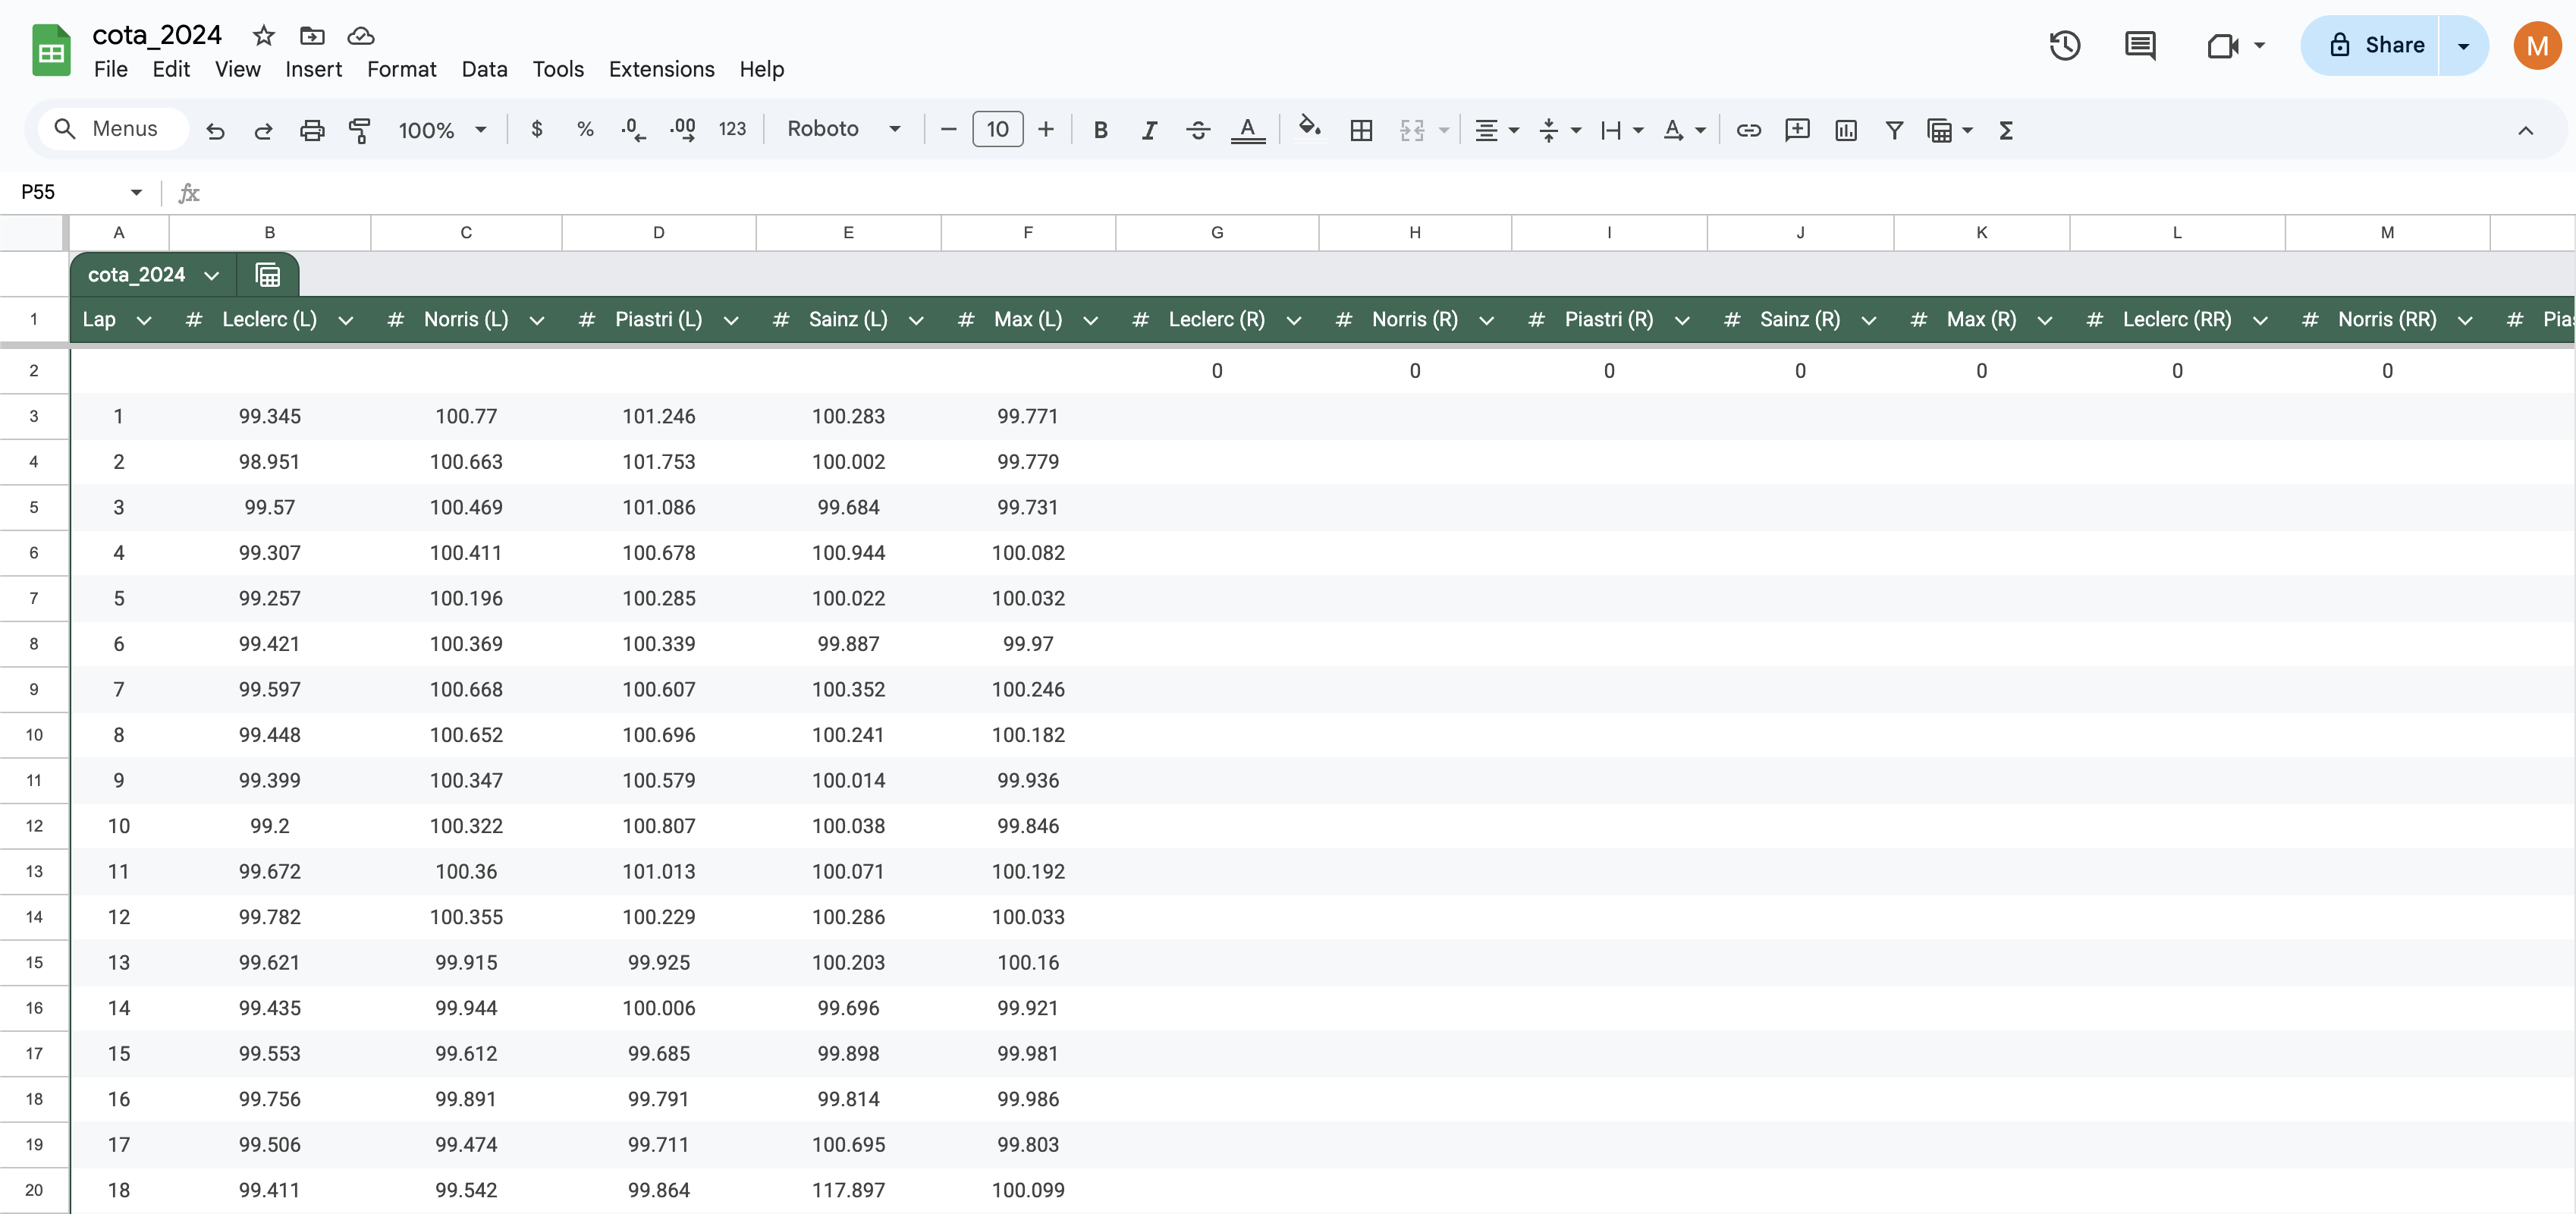 cota_2024
File Edit View Insert Format Data Tools Extensions Help
Share
M
Menus 100% $ % .0 .00 123 Roboto 10 B I A A Σ
P55 fx
A B C D E F G H I J K L M
cota_2024
1 Lap # Leclerc (L) # Norris (L) # Piastri (L) # Sainz (L) # Max (L) # Leclerc (R) # Norris (R) # Piastri (R) # Sainz (R) # Max (R) # Leclerc (RR) # Norris (RR) # Pias
2 0 0 0 0 0 0 0
3 1 99.345 100.77 101.246 100.283 99.771
4 2 98.951 100.663 101.753 100.002 99.779
5 3 99.57 100.469 101.086 99.684 99.731
6 4 99.307 100.411 100.678 100.944 100.082
7 5 99.257 100.196 100.285 100.022 100.032
8 6 99.421 100.369 100.339 99.887 99.97
9 7 99.597 100.668 100.607 100.352 100.246
10 8 99.448 100.652 100.696 100.241 100.182
11 9 99.399 100.347 100.579 100.014 99.936
12 10 99.2 100.322 100.807 100.038 99.846
13 11 99.672 100.36 101.013 100.071 100.192
14 12 99.782 100.355 100.229 100.286 100.033
15 13 99.621 99.915 99.925 100.203 100.16
16 14 99.435 99.944 100.006 99.696 99.921
17 15 99.553 99.612 99.685 99.898 99.981
18 16 99.756 99.891 99.791 99.814 99.986
19 17 99.506 99.474 99.711 100.695 99.803
20 18 99.411 99.542 99.864 117.897 100.099